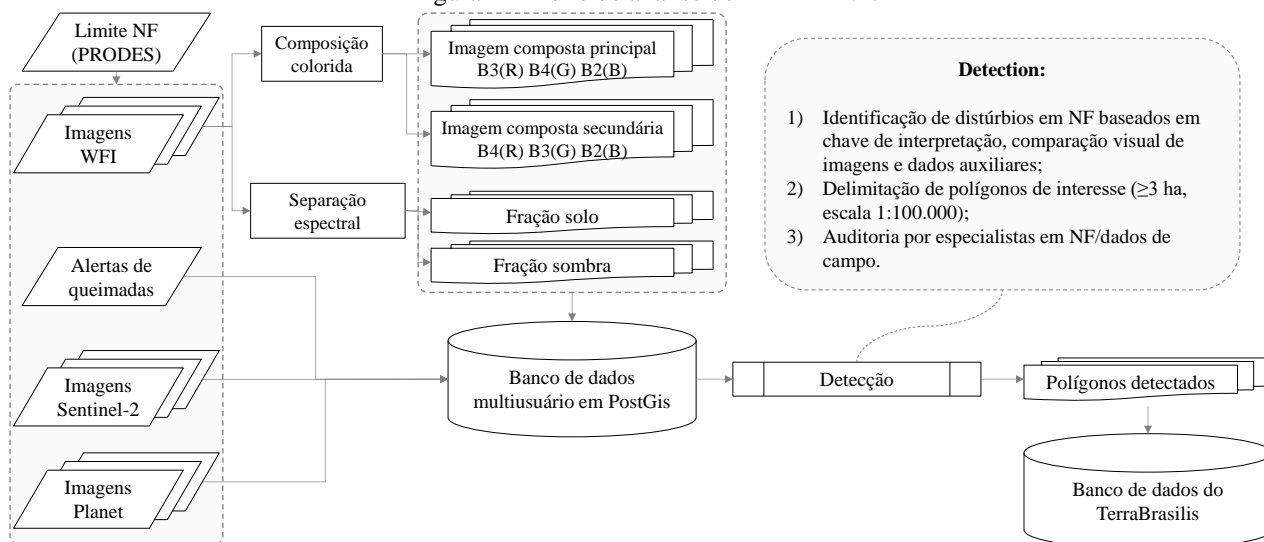 Limite NF
(PRODES)
Imagens
WFI
Alertas de
queimadas
Imagens
Sentinel-2
Imagens
Planet
Composição
colorida
Separação
espectral
Imagem composta principal
B3(R) B4(G) B2(B)
Imagem composta secundária
B4(R) B3(G) B2(B)
Fração solo
Fração sombra
Banco de dados
multiusuário em PostGis
Detection:
1) Identificação de distúrbios em NF baseados em
chave de interpretação, comparação visual de
imagens e dados auxiliares;
2) Delimitação de polígonos de interesse (≥3 ha,
escala 1:100.000);
3) Auditoria por especialistas em NF/dados de
campo.
Detecção
Polígonos detectados
Banco de dados do
TerraBrasilis